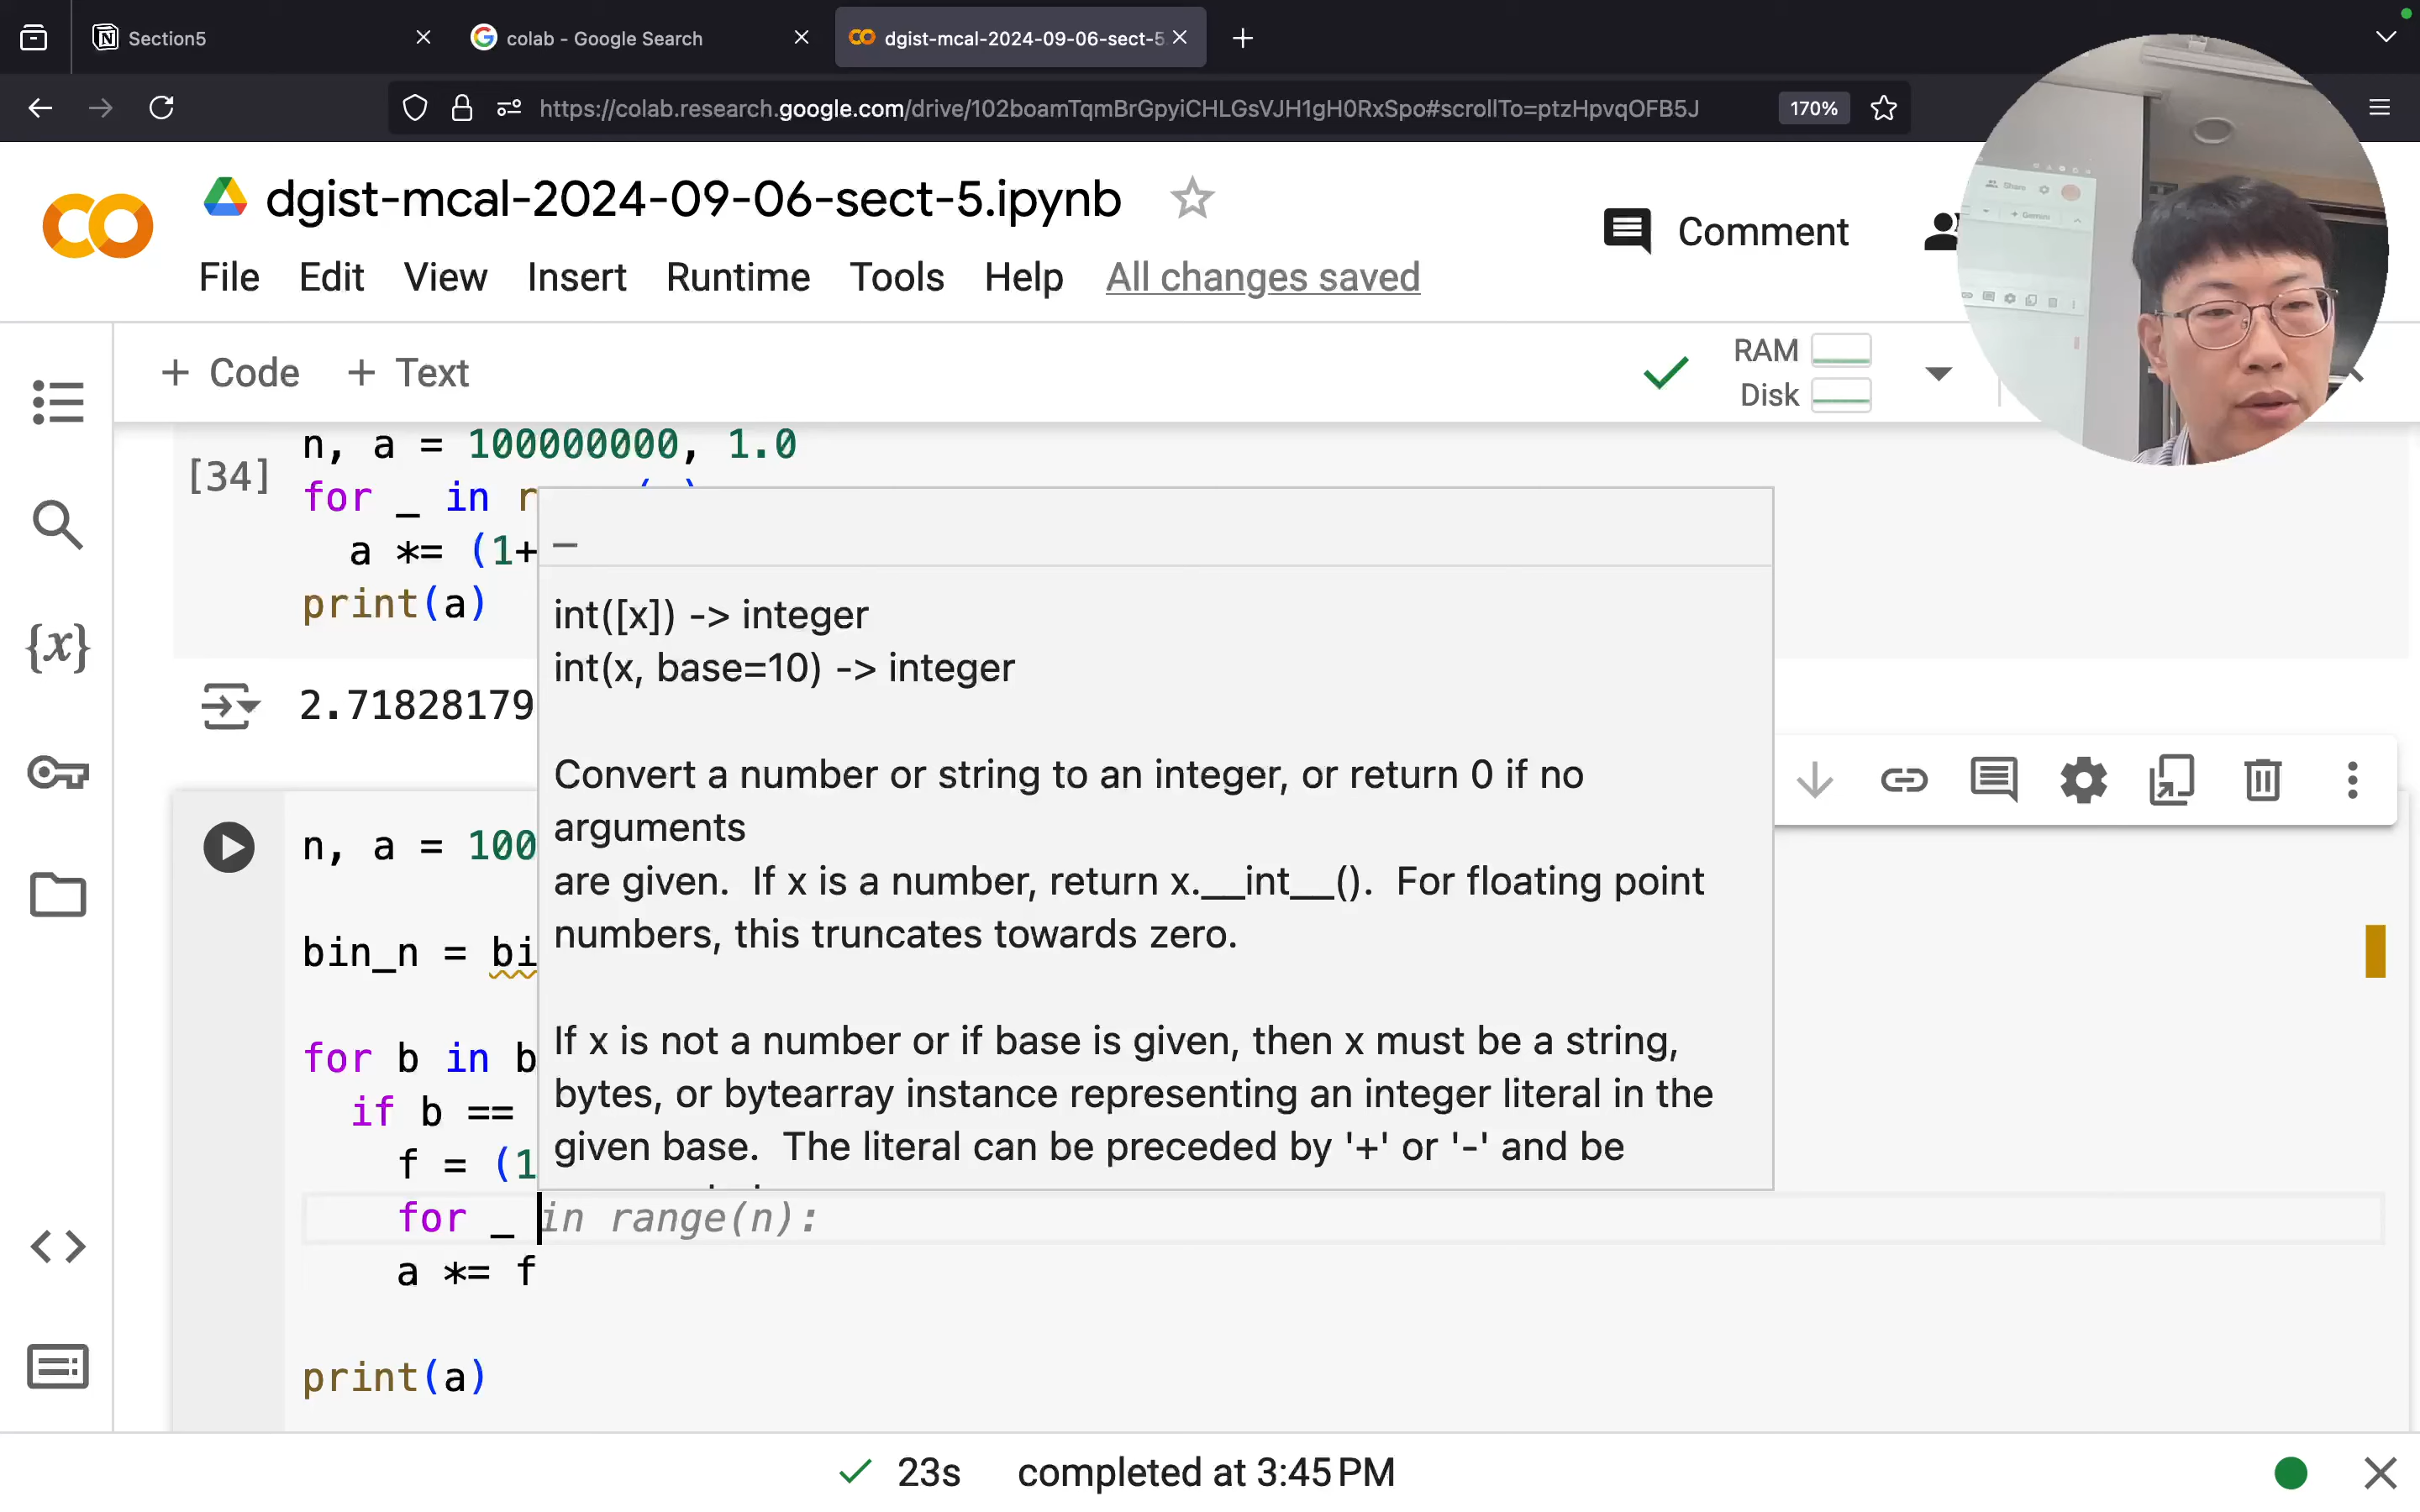 Section5
colab - Google Search
dgist-mcal-2024-09-06-sect-5
https://colab.research.google.com/drive/102boamTqmBrGpyiCHLGsVJH1gH0RxSpo#scrollTo=ptzHpvqOFB5J
170%
dgist-mcal-2024-09-06-sect-5.ipynb
Comment
File Edit View Insert Runtime Tools Help All changes saved
Share
Gemini
+ Code + Text
RAM
Disk
[34]
n, a = 100000000, 1.0
for _ in r
a *= (1+
print(a)
_
int([x]) -> integer
int(x, base=10) -> integer
Convert a number or string to an integer, or return 0 if no
arguments
are given. If x is a number, return x.__int__(). For floating point
numbers, this truncates towards zero.
If x is not a number or if base is given, then x must be a string,
bytes, or bytearray instance representing an integer literal in the
given base. The literal can be preceded by '+' or '-' and be
2.71828179
n, a = 100
bin_n = bi
for b in b
if b ==
f = (1
for _ in range(n):
a *= f
print(a)
23s completed at 3:45 PM